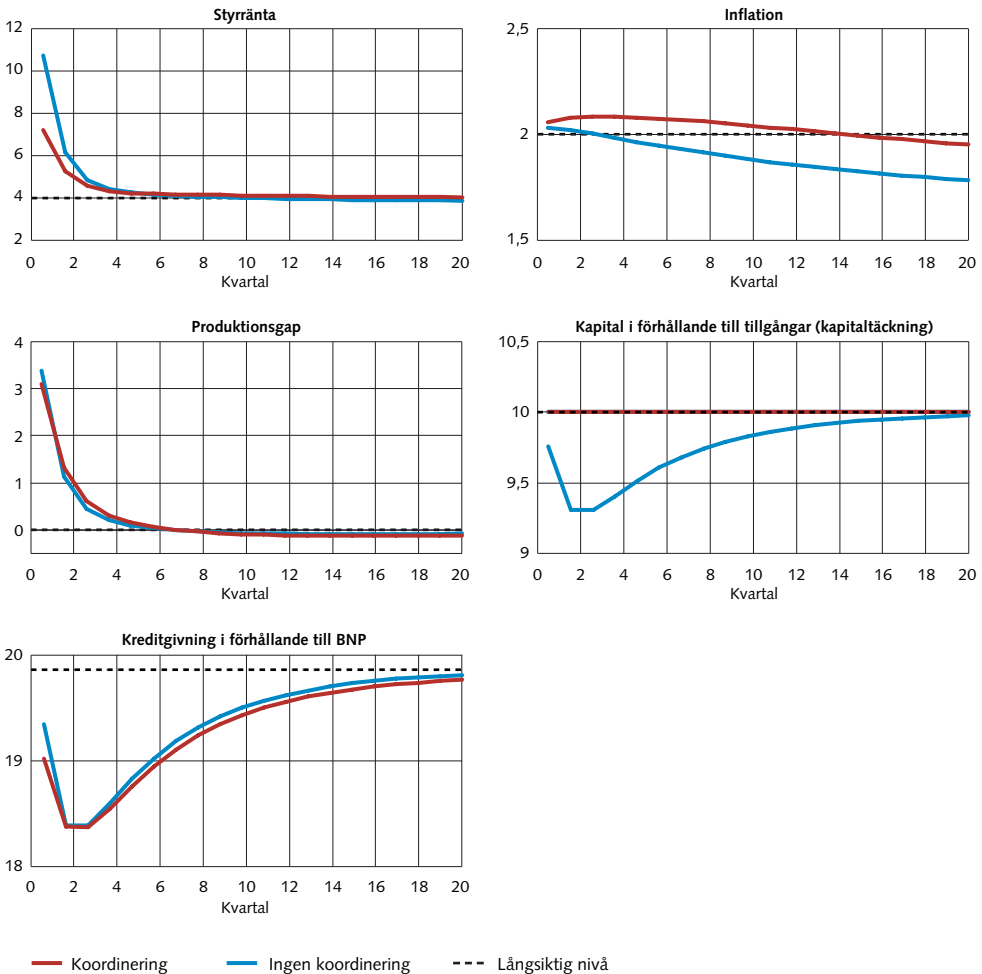 Styrränta
12
10
8
6
4
2
0 2 4 6 8 10 12 14 16 18 20
Kvartal
Inflation
2,5
2
1,5
0 2 4 6 8 10 12 14 16 18 20
Kvartal
Produktionsgap
4
3
2
1
0
0 2 4 6 8 10 12 14 16 18 20
Kvartal
Kapital i förhållande till tillgångar (kapitaltäckning)
10,5
10
9,5
9
0 2 4 6 8 10 12 14 16 18 20
Kvartal
Kreditgivning i förhållande till BNP
20
19
18
0 2 4 6 8 10 12 14 16 18 20
Kvartal
Koordinering Ingen koordinering Långsiktig nivå